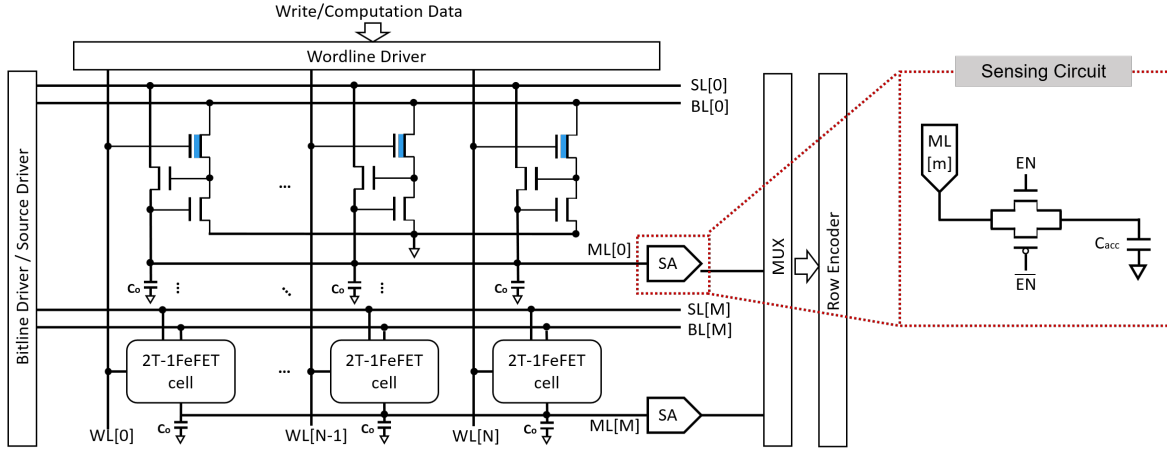 Write/Computation Data
Wordline Driver
Bitline Driver / Source Driver
SL[0]
BL[0]
...
ML[0]
SA
Co
Co
Co
SL[M]
BL[M]
2T-1FeFET
cell
...
2T-1FeFET
cell
2T-1FeFET
cell
Co
Co
Co
ML[M]
SA
WL[0]
WL[N-1]
WL[N]
MUX
Row Encoder
Sensing Circuit
ML
[m]
EN
EN
Cacc